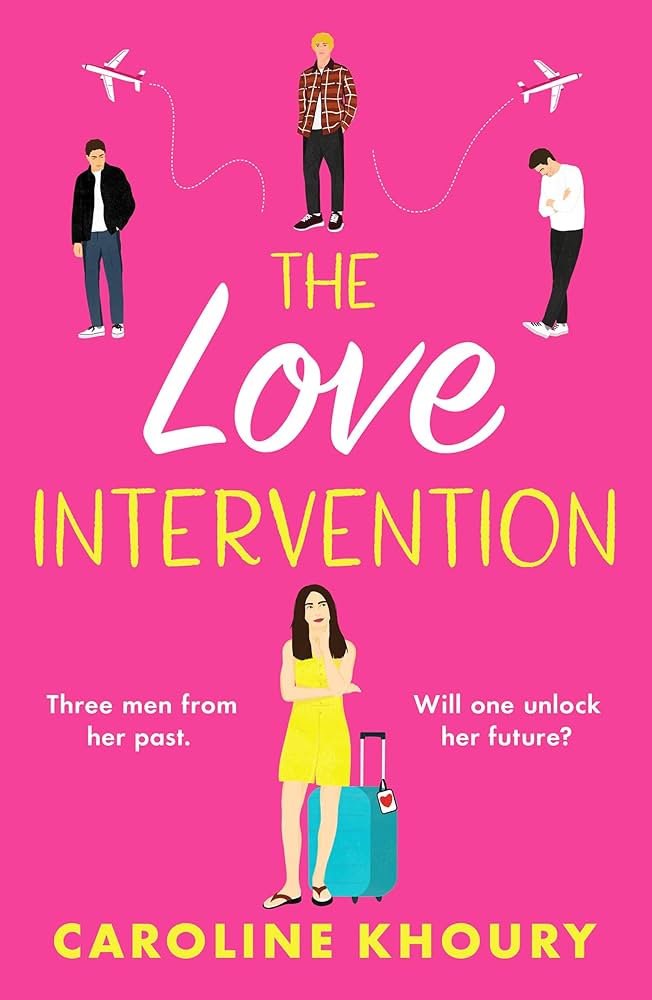 THE
Love
INTERVENTION
Three men from
her past.
Will one unlock
her future?
CAROLINE KHOURY